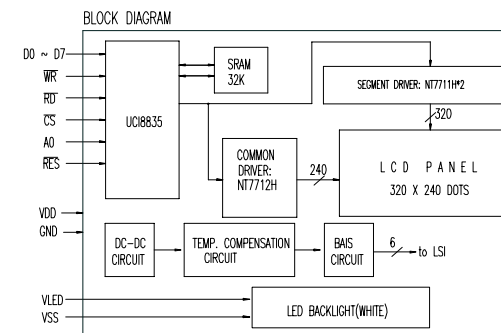 BLOCK DIAGRAM
D0 ~ D7
WR
RD
CS
A0
RES
VDD
GND
VLED
VSS
UCI8835
SRAM
32K
SEGMENT DRIVER: NT7711H*2
320
COMMON
DRIVER:
NT7712H
240
LCD PANEL
320 X 240 DOTS
DC-DC
CIRCUIT
TEMP. COMPENSATION
CIRCUIT
BAIS
CIRCUIT
6
to LSI
LED BACKLIGHT(WHITE)